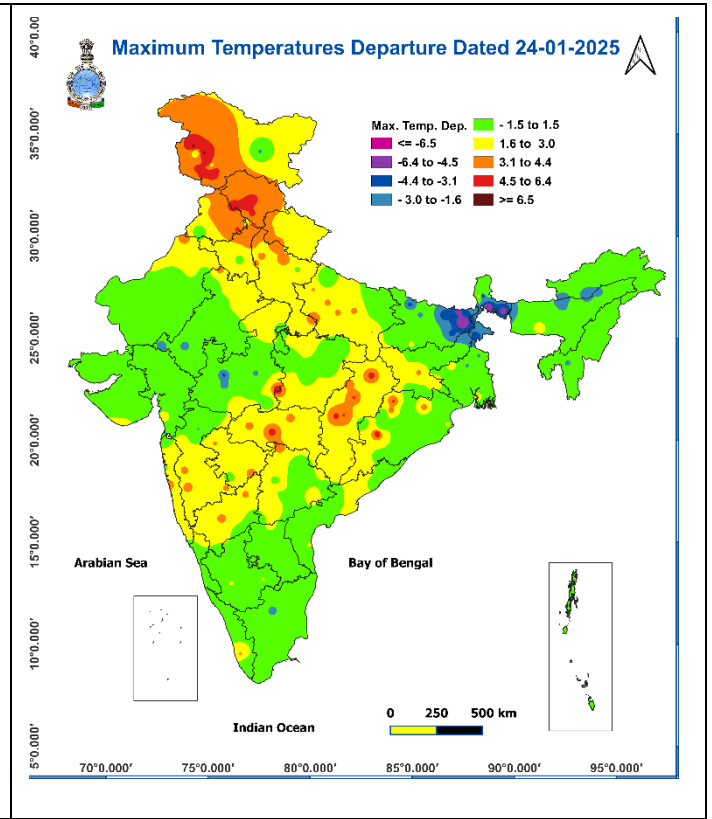 Maximum Temperatures Departure Dated 24-01-2025
Max. Temp. Dep.
<= -6.5
-6.4 to -4.5
-4.4 to -3.1
- 3.0 to -1.6
- 1.5 to 1.5
1.6 to 3.0
3.1 to 4.4
4.5 to 6.4
>= 6.5
40°0.00
35°0.000′
30°0.000′
25°0.000′
20°0.000′
15°0.000′
10°0.000′
5°0.000′
Arabian Sea
Bay of Bengal
Indian Ocean
0 250 500 km
70°0.000′ 75°0.000′ 80°0.000′ 85°0.000′ 90°0.000′ 95°0.000′